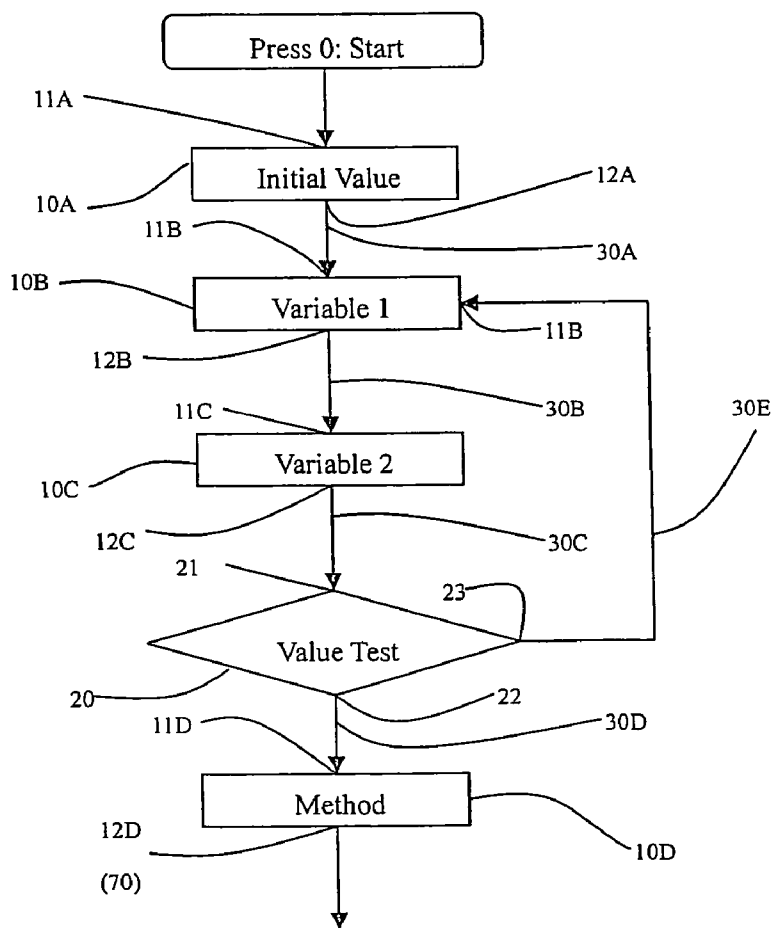 Press 0: Start
11A
Initial Value
12A
10A
11B
30A
10B
Variable 1
11B
12B
30B
30E
11C
Variable 2
10C
12C
30C
21
23
Value Test
20
22
11D
30D
Method
12D
10D
(70)